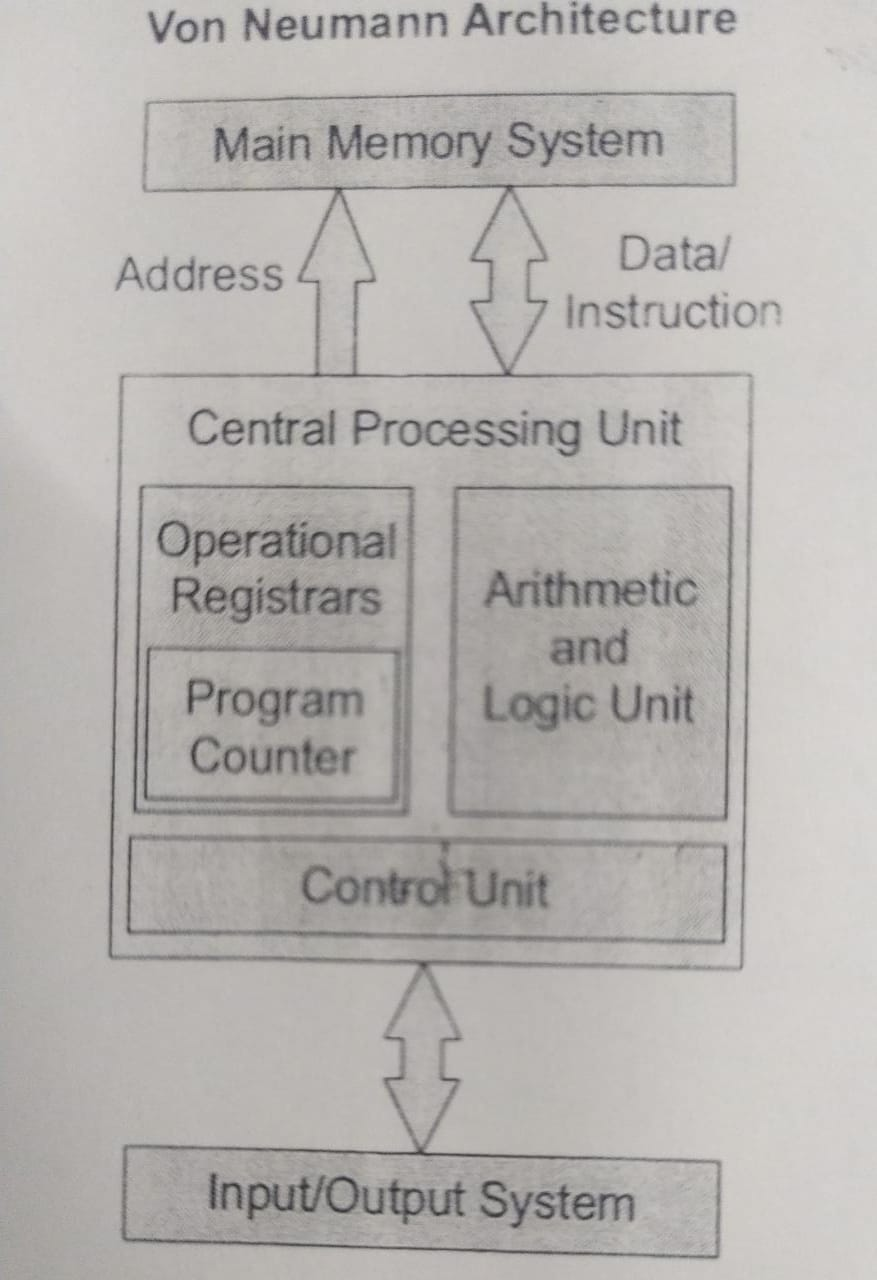 Von Neumann Architecture
Main Memory System
Address
Data/
Instruction
Central Processing Unit
Operational
Registrars
Program
Counter
Arithmetic
and
Logic Unit
Control Unit
Input/Output System